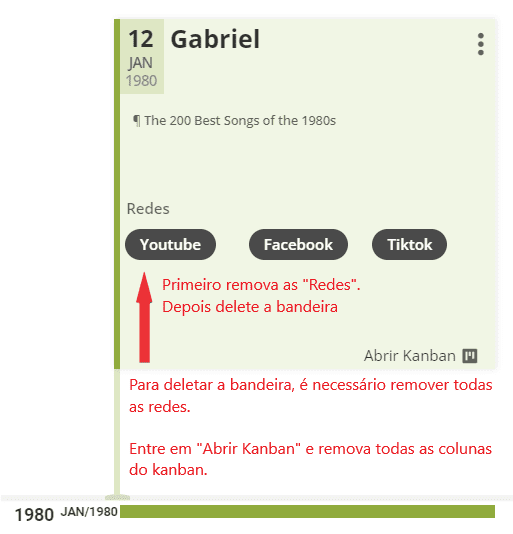 12 Gabriel
JAN
1980
¶ The 200 Best Songs of the 1980s
Redes
Youtube Facebook Tiktok
Primeiro remova as "Redes".
Depois delete a bandeira
Abrir Kanban
Para deletar a bandeira, é necessário remover todas
as redes.
Entre em "Abrir Kanban" e remova todas as colunas
do kanban.
1980 JAN/1980